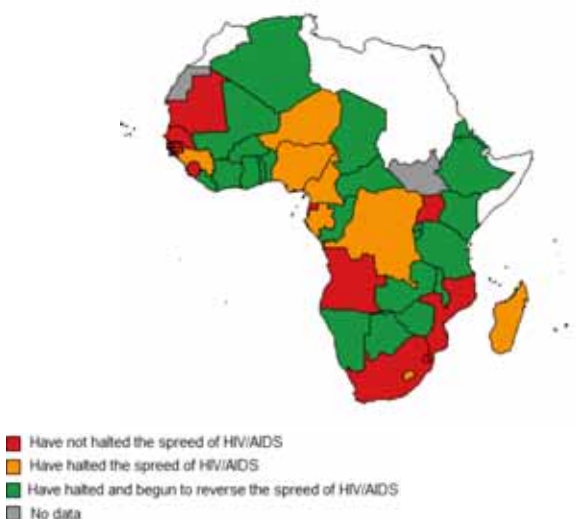 Have not halted the spreed of HIV/AIDS
Have halted the spreed of HIV/AIDS
Have halted and begun to reverse the spreed of HIV/AIDS
No data